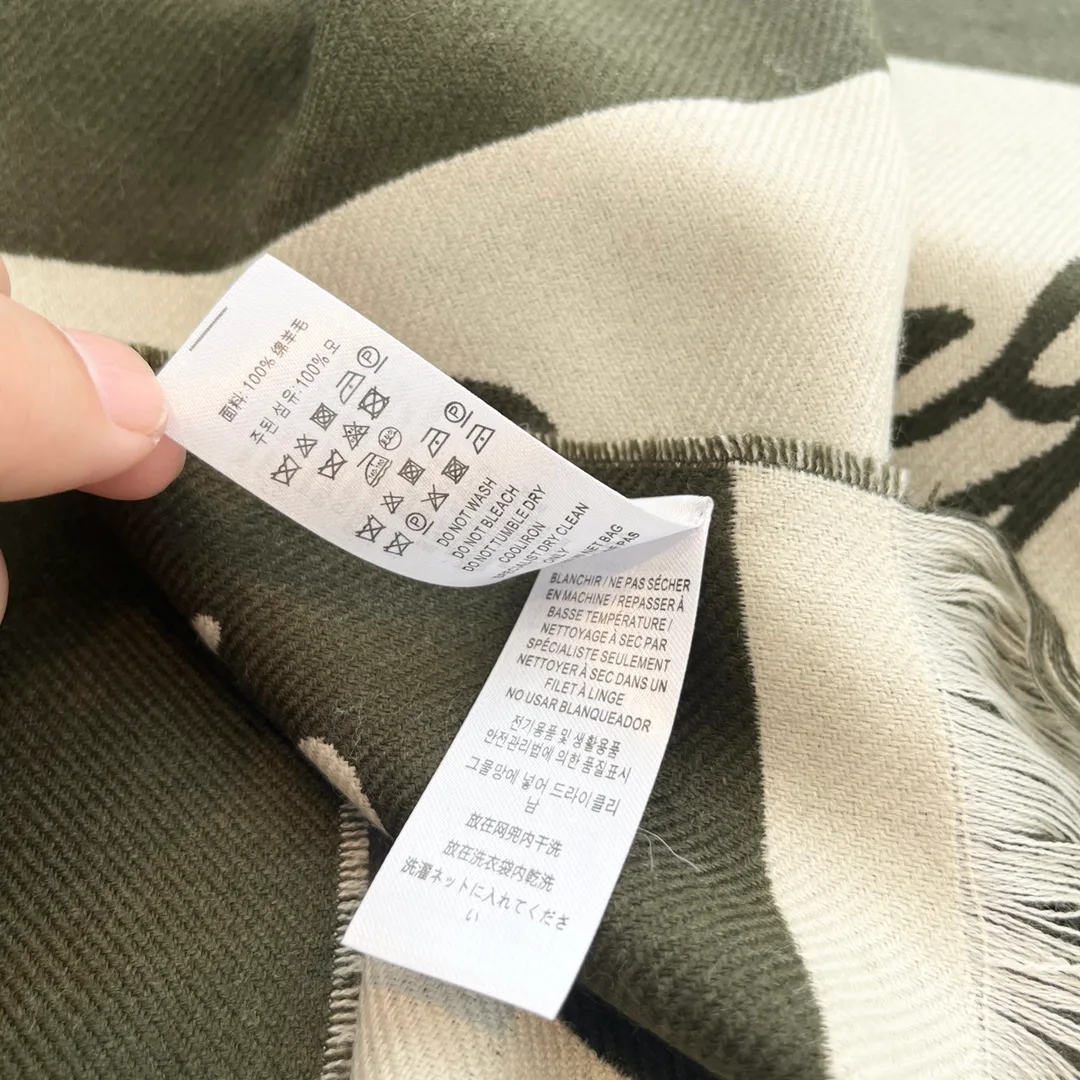 面料: 100% 绵羊毛
주된 섬유: 100% 모
DO NOT WASH
DO NOT BLEACH
DO NOT TUMBLE DRY
COOL IRON
SPECIALIST DRY CLEAN
ONLY
NET BAG
PAS
BLANCHIR / NE PAS SÉCHER
EN MACHINE / REPASSER À
BASSE TEMPÉRATURE /
NETTOYAGE À SEC PAR
SPÉCIALISTE SEULEMENT
NETTOYER À SEC DANS UN
FILET À LINGE
NO USAR BLANQUEADOR
전기용품 및 생활용품
안전관리법에 의한 품질표시
그물망에 넣어 드라이클리
닝
放在网兜内干洗
放在洗衣袋内乾洗
洗濯ネットに入れてくださ
い